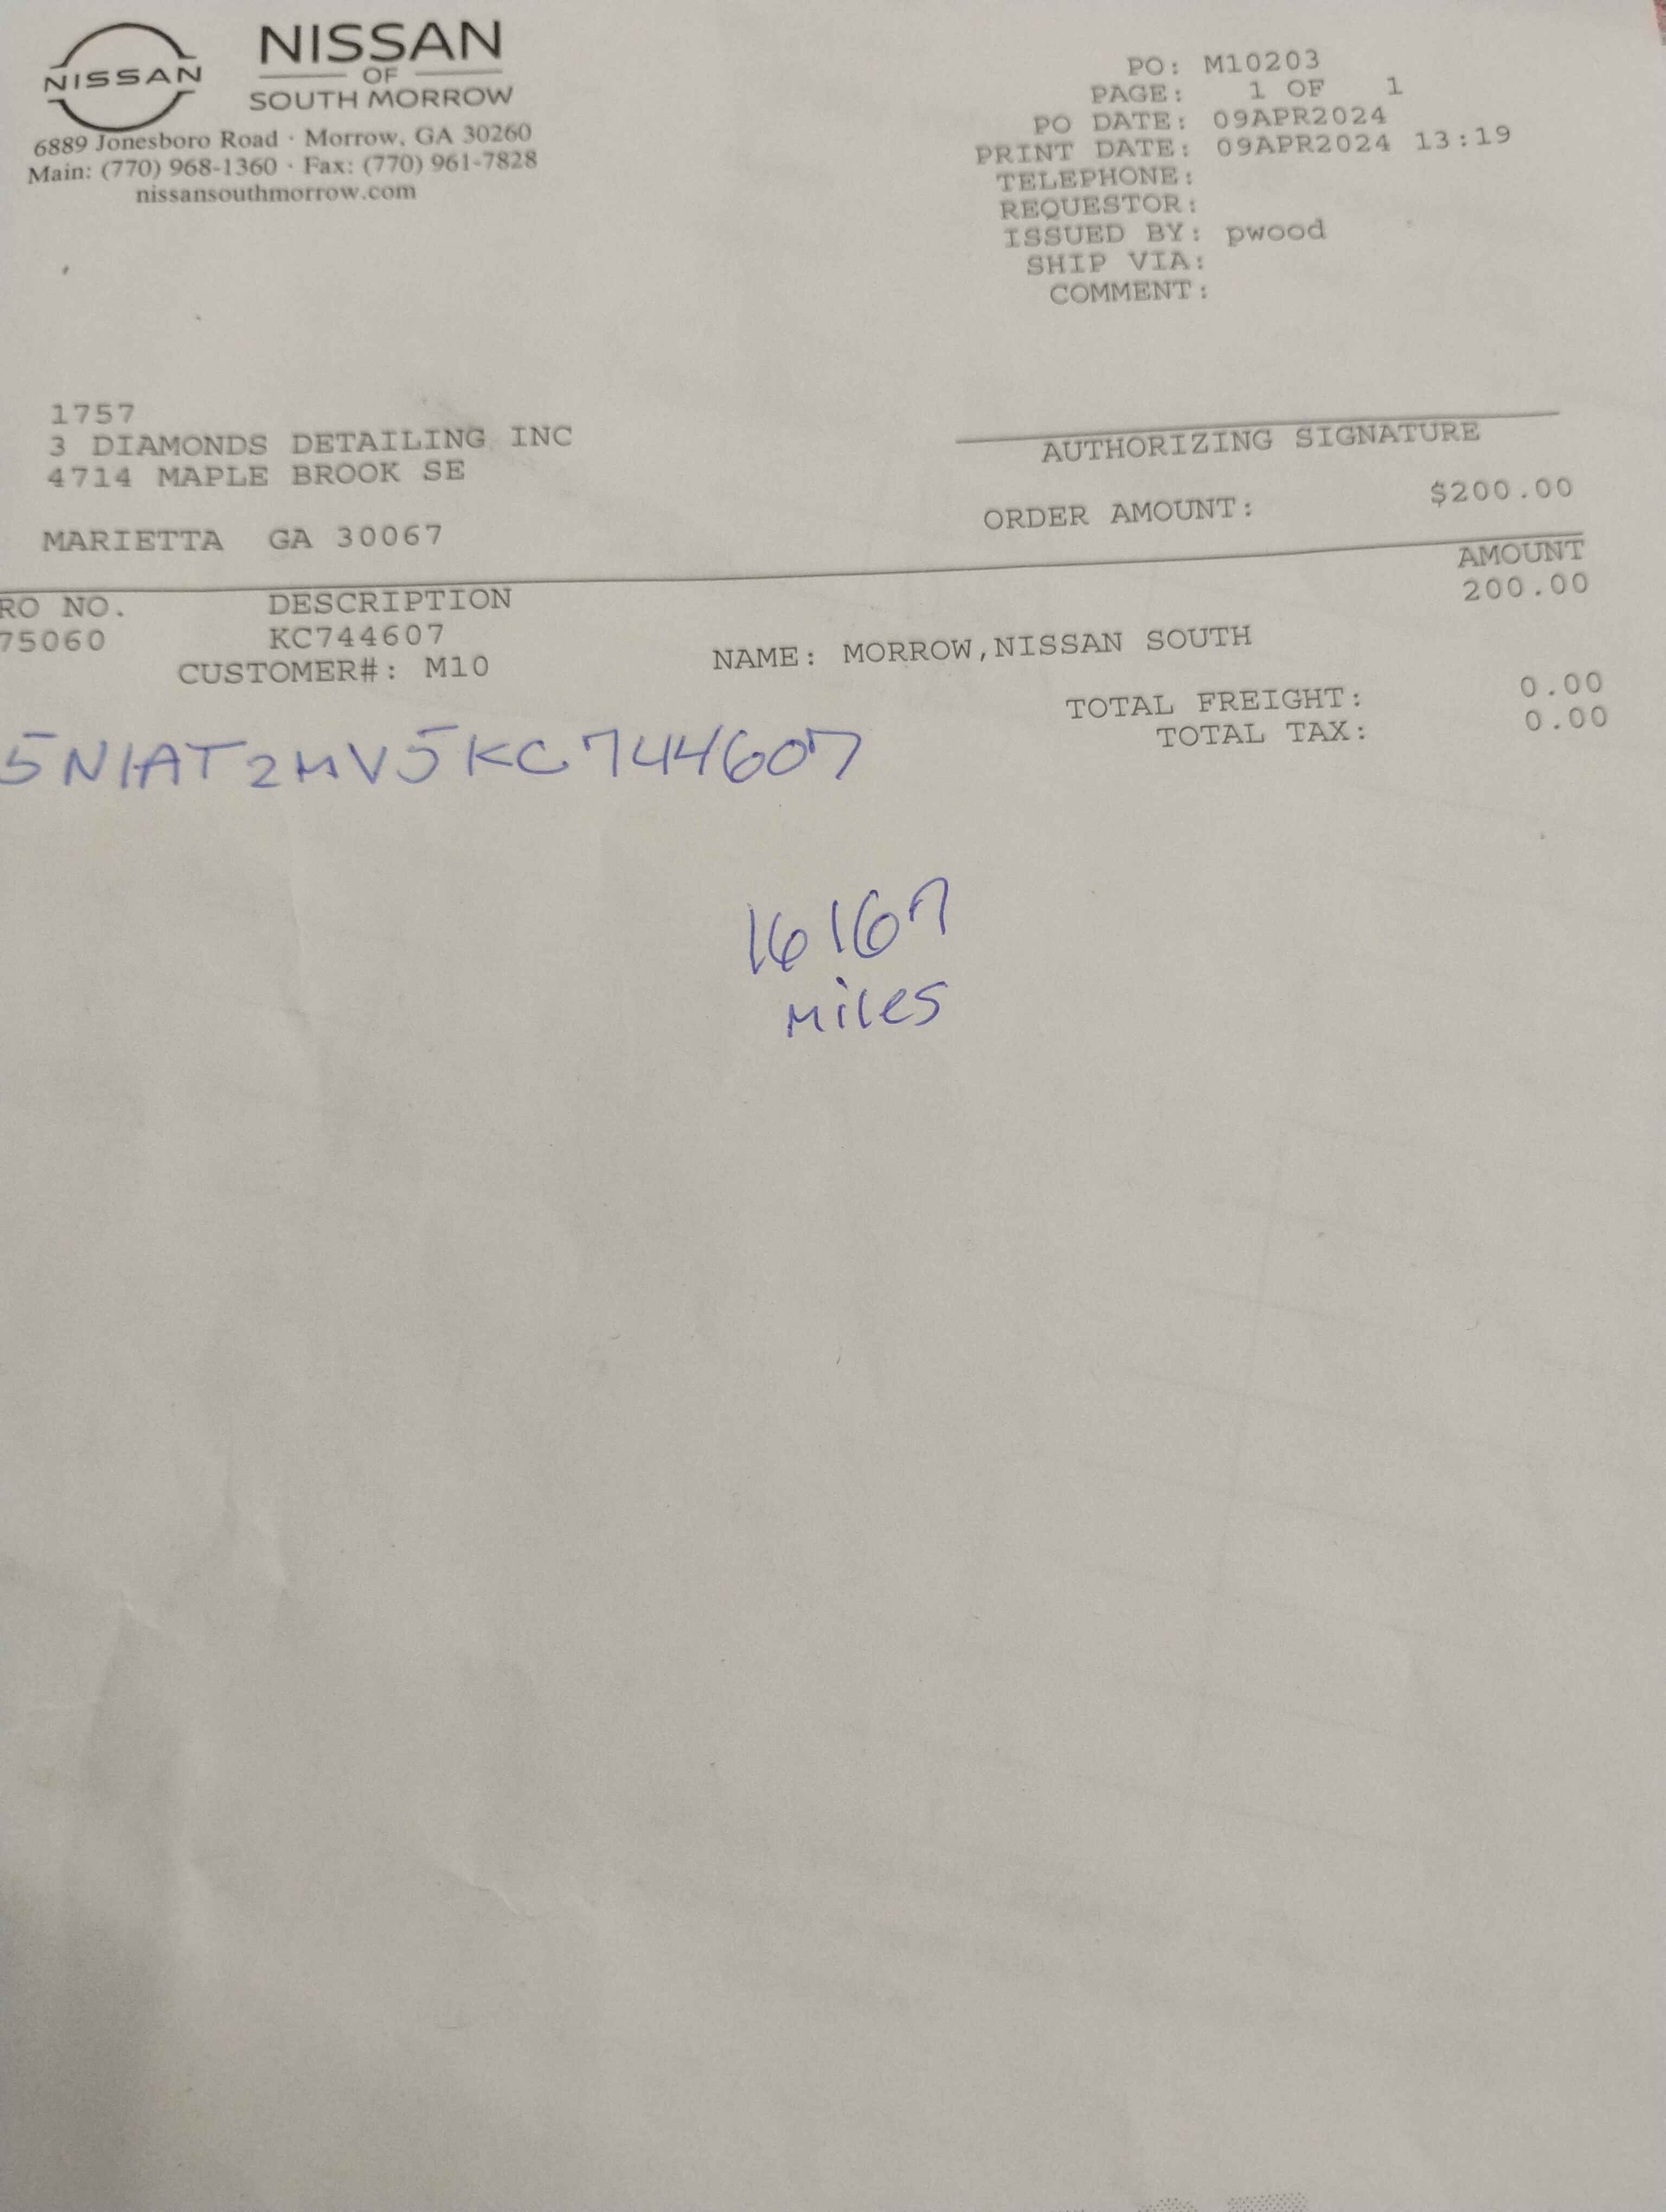 NISSAN
NISSAN
OF
SOUTH MORROW
6889 Jonesboro Road · Morrow, GA 30260
Main: (770) 968-1360 · Fax: (770) 961-7828
nissansouthmorrow.com
PO: M10203
PAGE: 1 OF 1
PO DATE: 09APR2024
PRINT DATE: 09APR2024 13:19
TELEPHONE:
REQUESTOR:
ISSUED BY: pwood
SHIP VIA:
COMMENT:
1757
3 DIAMONDS DETAILING INC
4714 MAPLE BROOK SE
MARIETTA GA 30067
AUTHORIZING SIGNATURE
ORDER AMOUNT: $200.00
RO NO. DESCRIPTION AMOUNT
75060 KC744607 200.00
CUSTOMER#: M10 NAME: MORROW,NISSAN SOUTH
TOTAL FREIGHT: 0.00
TOTAL TAX: 0.00
5N1AT2MV5KC744607
16167
miles